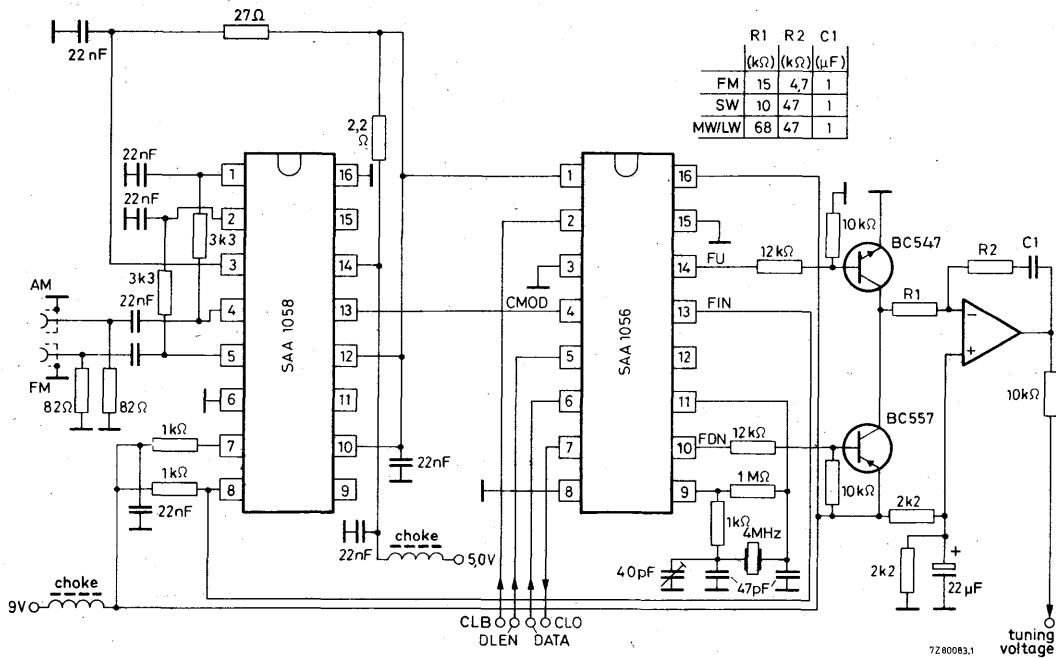 27Ω
22nF
R1 R2 C1
(kΩ) (kΩ) (μF)
FM 15 4,7 1
SW 10 47 1
MW/LW 68 47 1
2,2
Ω
22nF
22nF
3k3
3k3
22nF
AM
FM
82Ω
82Ω
1kΩ
1kΩ
22nF
SAA 1058
1
2
3
4
5
6
7
8
16
15
14
13
12
11
10
9
22nF
22nF
choke
5,0V
choke
9V
CMOD
SAA 1056
1
2
3
4
5
6
7
8
16
15
14
13
12
11
10
9
FU
FIN
FDN
12kΩ
10kΩ
BC547
R1
R2
C1
−
+
10kΩ
12kΩ
BC557
10kΩ
1MΩ
1kΩ
4MHz
40pF
47pF
2k2
2k2
+
22μF
CLB
DLEN
DATA
CLO
7Z80083.1
tuning
voltage